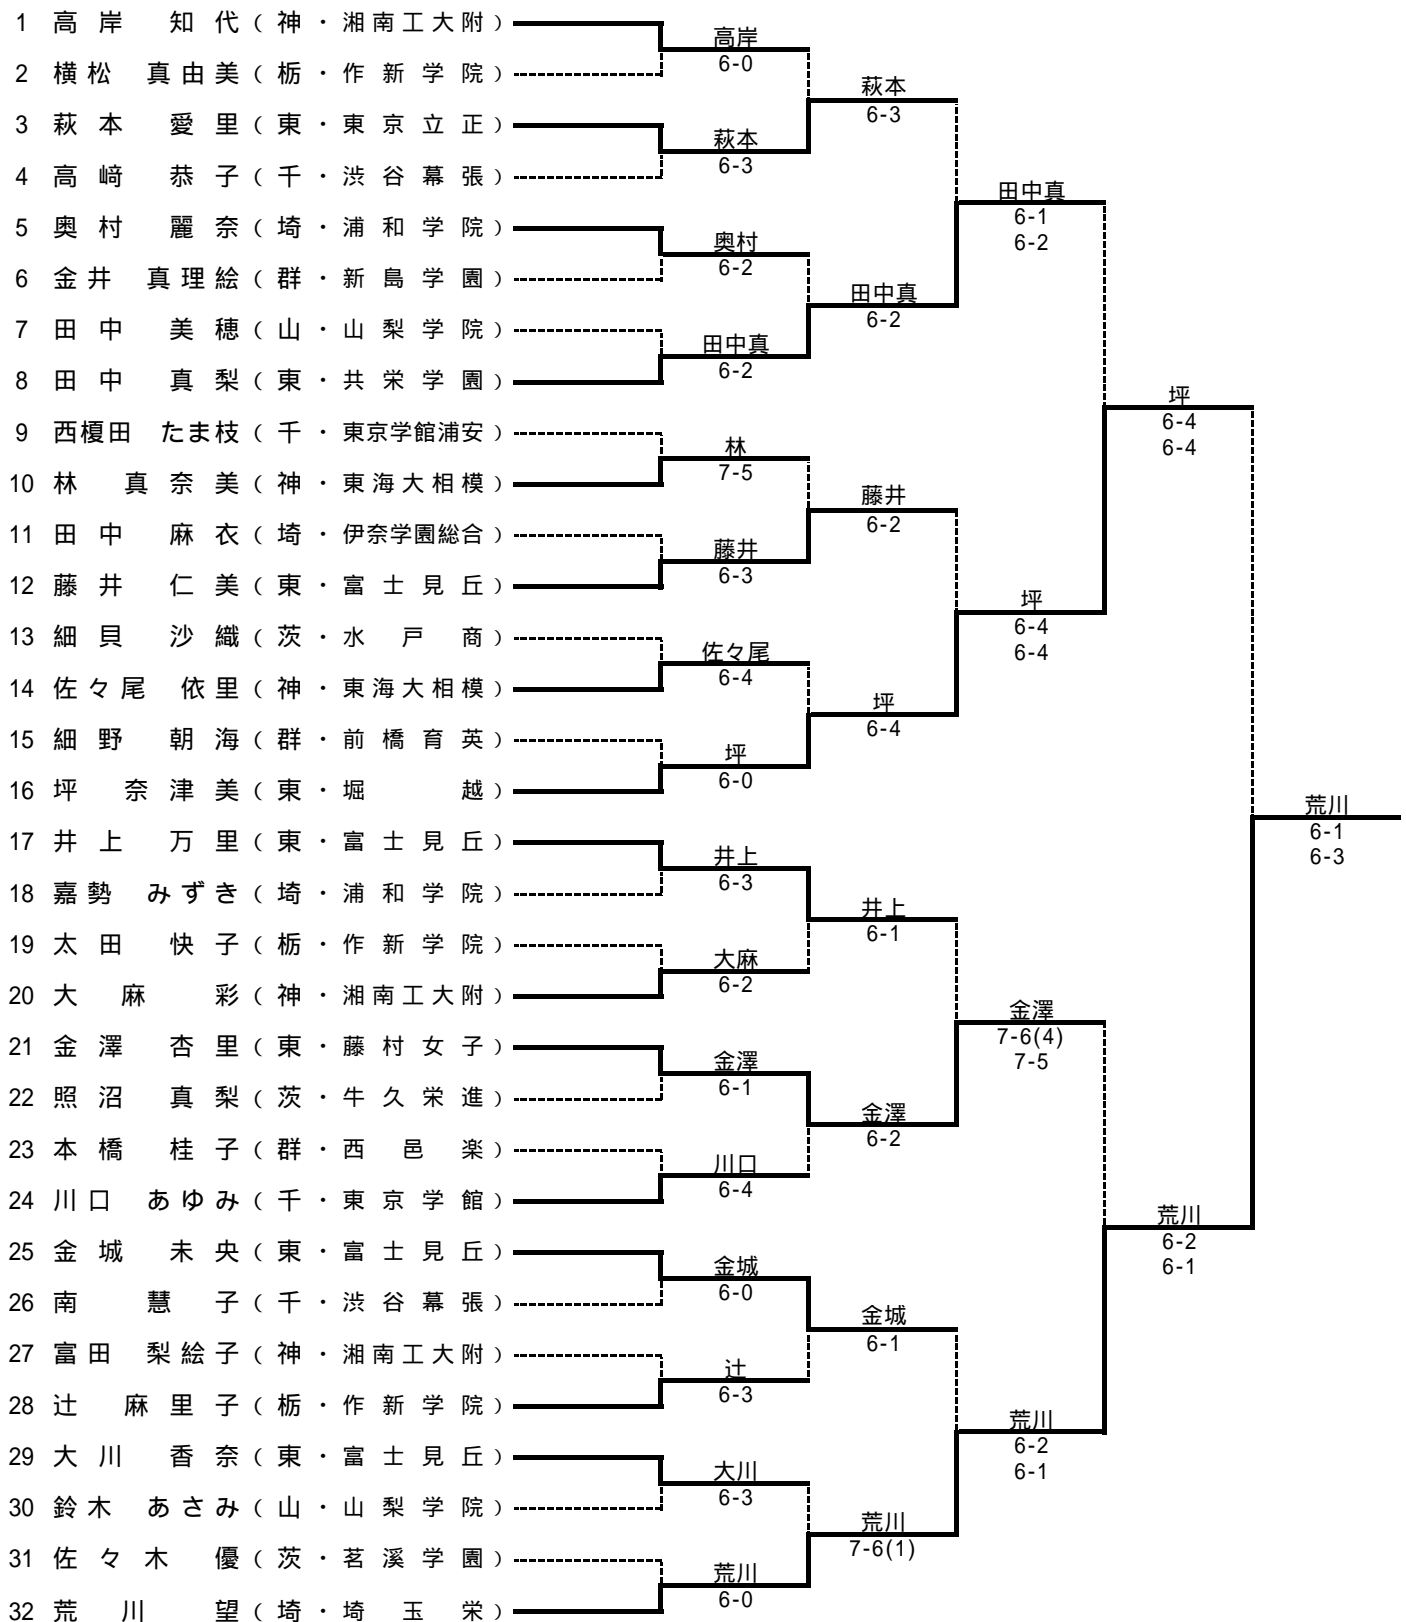 1 高岸 知代（神・湘南工大附）
2 横松 真由美（栃・作新学院）
3 萩本 愛里（東・東京立正）
4 高﨑 恭子（千・渋谷幕張）
5 奥村 麗奈（埼・浦和学院）
6 金井 真理絵（群・新島学園）
7 田中 美穂（山・山梨学院）
8 田中 真梨（東・共栄学園）
9 西榎田 たま枝（千・東京学館浦安）
10 林 真奈美（神・東海大相模）
11 田中 麻衣（埼・伊奈学園総合）
12 藤井 仁美（東・富士見丘）
13 細貝 沙織（茨・水戸商）
14 佐々尾 依里（神・東海大相模）
15 細野 朝海（群・前橋育英）
16 坪 奈津美（東・堀越）
17 井上 万里（東・富士見丘）
18 嘉勢 みずき（埼・浦和学院）
19 太田 快子（栃・作新学院）
20 大麻 彩（神・湘南工大附）
21 金澤 杏里（東・藤村女子）
22 照沼 真梨（茨・牛久栄進）
23 本橋 桂子（群・西邑楽）
24 川口 あゆみ（千・東京学館）
25 金城 未央（東・富士見丘）
26 南 慧子（千・渋谷幕張）
27 富田 梨絵子（神・湘南工大附）
28 辻 麻里子（栃・作新学院）
29 大川 香奈（東・富士見丘）
30 鈴木 あさみ（山・山梨学院）
31 佐々木 優（茨・茗溪学園）
32 荒川 望（埼・埼玉栄）
高岸
6-0
萩本
6-3
奥村
6-2
田中真
6-2
林
7-5
藤井
6-3
佐々尾
6-4
坪
6-0
井上
6-3
大麻
6-2
金澤
6-1
川口
6-4
金城
6-0
辻
6-3
大川
6-3
荒川
6-0
萩本
6-3
田中真
6-2
藤井
6-2
坪
6-4
井上
6-1
金澤
6-2
金城
6-1
荒川
7-6(1)
田中真
6-1
6-2
坪
6-4
6-4
金澤
7-6(4)
7-5
荒川
6-2
6-1
坪
6-4
6-4
荒川
6-2
6-1
荒川
6-1
6-3